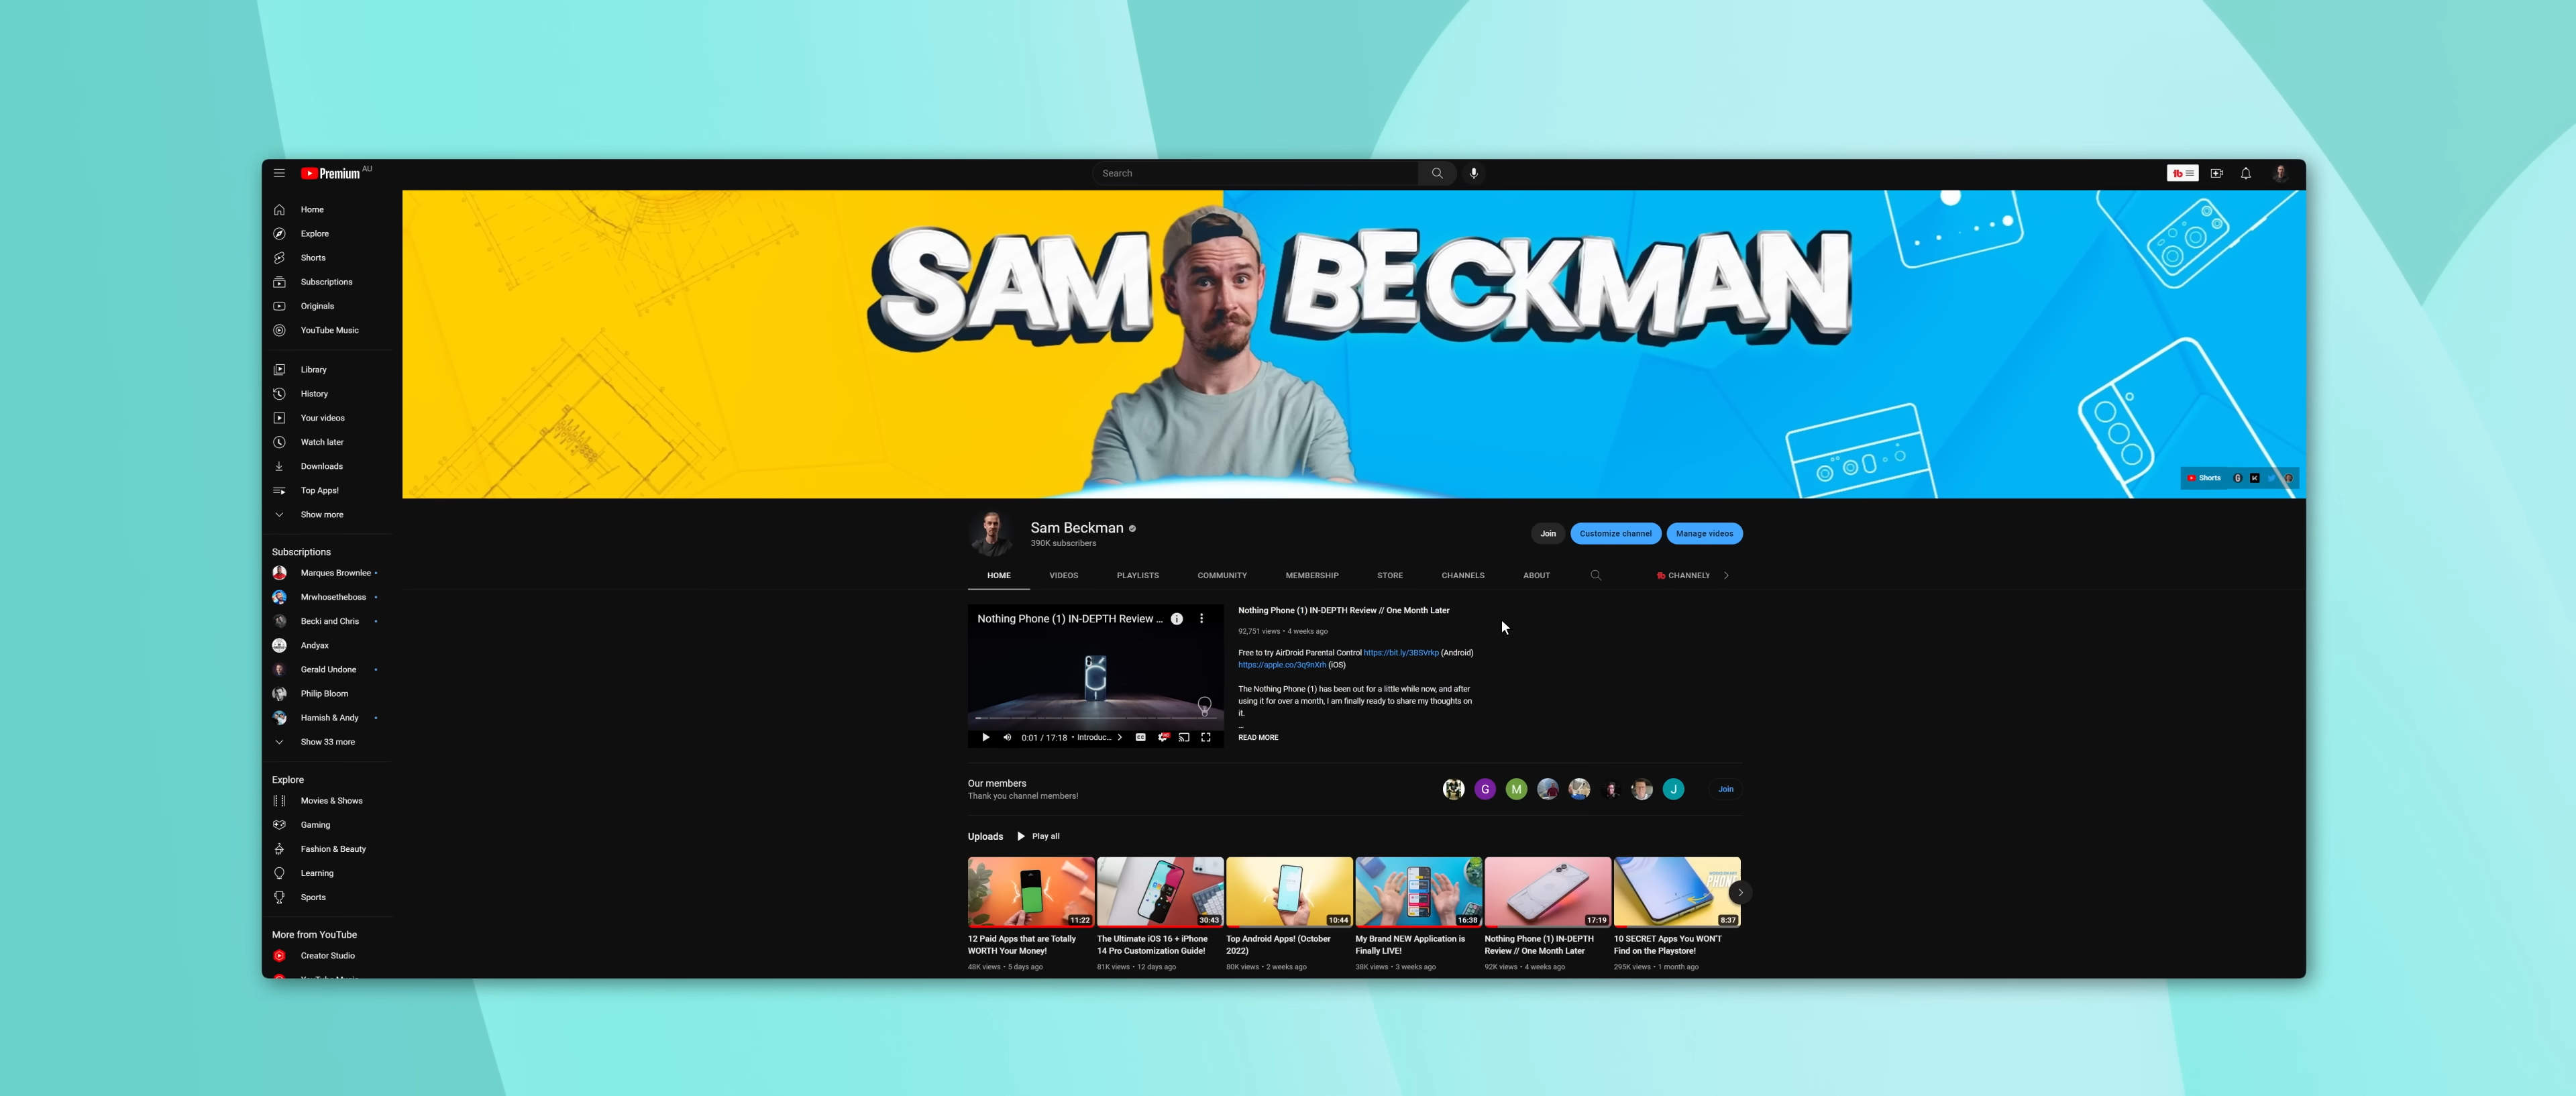 Premium AU
Search
Home
Explore
Shorts
Subscriptions
Originals
YouTube Music
Library
History
Your videos
Watch later
Downloads
Top Apps!
Show more
Subscriptions
Marques Brownlee
Mrwhosetheboss
Becki and Chris
Andyax
Gerald Undone
Philip Bloom
Hamish & Andy
Show 33 more
Explore
Movies & Shows
Gaming
Fashion & Beauty
Learning
Sports
More from YouTube
Creator Studio
YouTube Music
SAM BECKMAN
Shorts
Sam Beckman
390K subscribers
Join
Customize channel
Manage videos
HOME
VIDEOS
PLAYLISTS
COMMUNITY
MEMBERSHIP
STORE
CHANNELS
ABOUT
CHANNELY
Nothing Phone (1) IN-DEPTH Review ...
0:01 / 17:18 • Introduc...
Nothing Phone (1) IN-DEPTH Review // One Month Later
92,751 views • 4 weeks ago
Free to try AirDroid Parental Control https://bit.ly/3BSVrkp (Android)
https://apple.co/3q9nXrh (iOS)
The Nothing Phone (1) has been out for a little while now, and after
using it for over a month, I am finally ready to share my thoughts on
it.
...
READ MORE
Our members
Thank you channel members!
G
M
J
Join
Uploads
Play all
11:22
30:43
10:44
16:38
17:19
8:37
12 Paid Apps that are Totally
WORTH Your Money!
48K views • 5 days ago
The Ultimate iOS 16 + iPhone
14 Pro Customization Guide!
81K views • 12 days ago
Top Android Apps! (October
2022)
80K views • 2 weeks ago
My Brand NEW Application is
Finally LIVE!
38K views • 3 weeks ago
Nothing Phone (1) IN-DEPTH
Review // One Month Later
92K views • 4 weeks ago
10 SECRET Apps You WON'T
Find on the Playstore!
295K views • 1 month ago